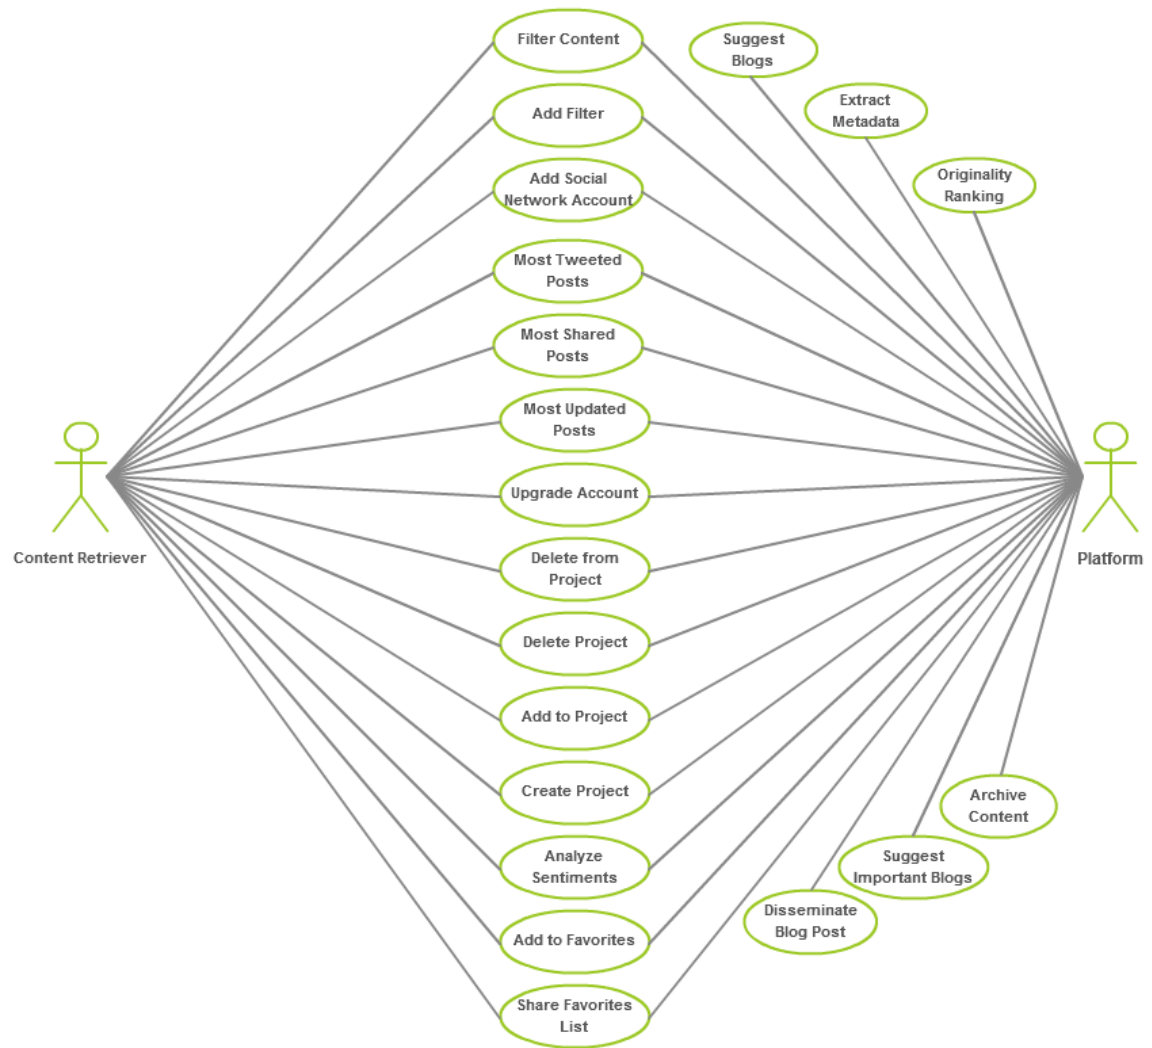 Filter Content
Suggest
Blogs
Extract
Metadata
Add Filter
Originality
Ranking
Add Social
Network Account
Most Tweeted
Posts
Most Shared
Posts
Most Updated
Posts
Upgrade Account
Content Retriever
Platform
Delete from
Project
Delete Project
Add to Project
Create Project
Archive
Content
Analyze
Sentiments
Suggest
Important Blogs
Disseminate
Blog Post
Add to Favorites
Share Favorites
List